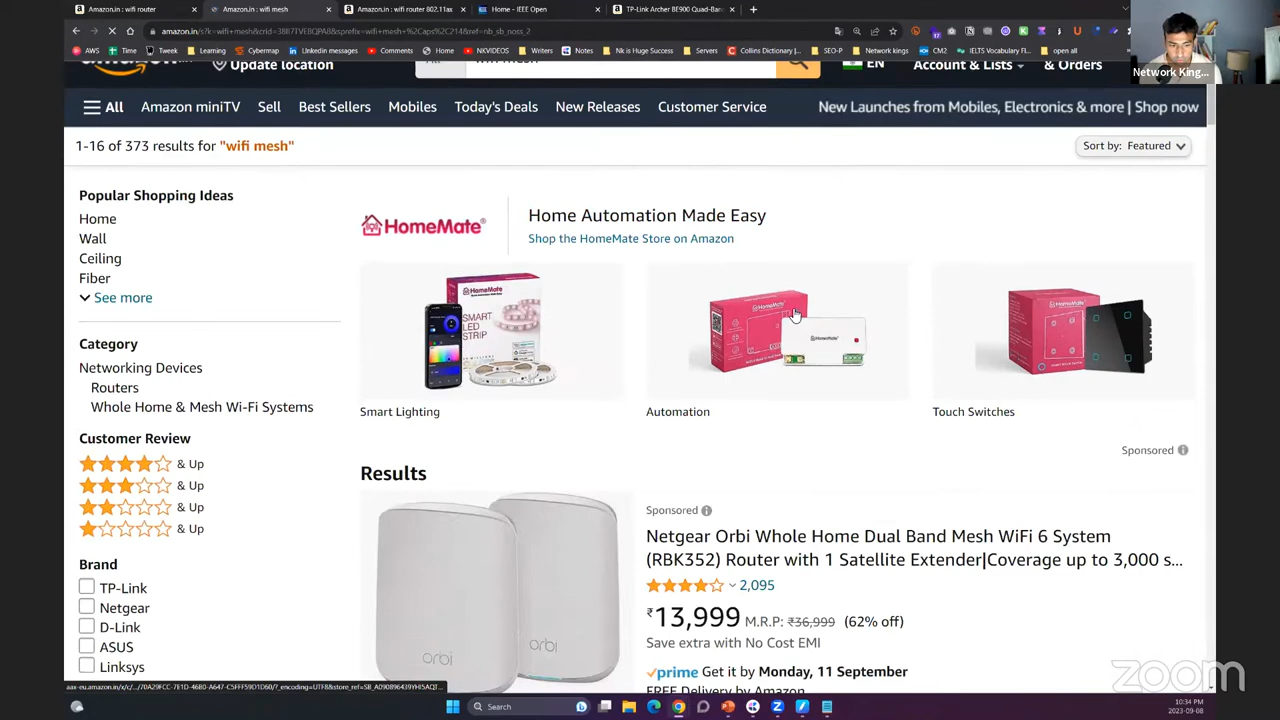 Amazon.in : wifi router
Amazon.in : wifi mesh
Amazon.in : wifi router 802.11ax
Home - IEEE Open
TP-Link Archer BE900 Quad-Ban
amazon.in/s?k=wifi+mesh&crid=38II7TVE8QPA8&sprefix=wifi+mesh+%2Caps%2C214&ref=nb_sb_noss_2
AWS
Time
Tweek
Learning
Cybermap
Linkedin messages
Comments
Home
NKVIDEOS
Writers
Notes
Nk is Huge Success
Servers
Collins Dictionary |...
SEO-P
Network kings
CM2
IELTS Vocabulary Fl...
open all
Network King...
Update location
All
wifi mesh
EN
Account & Lists
& Orders
All
Amazon miniTV
Sell
Best Sellers
Mobiles
Today's Deals
New Releases
Customer Service
New Launches from Mobiles, Electronics & more | Shop now
1-16 of 373 results for "wifi mesh"
Sort by: Featured
Popular Shopping Ideas
Home
Wall
Ceiling
Fiber
See more
Category
Networking Devices
Routers
Whole Home & Mesh Wi-Fi Systems
Customer Review
& Up
& Up
& Up
& Up
Brand
TP-Link
Netgear
D-Link
ASUS
Linksys
HomeMate®
Home Automation Made Easy
Shop the HomeMate Store on Amazon
HomeMate
SMART
LED
STRIP
HomeMate
HomeMate
HomeMate
Smart Lighting
Automation
Touch Switches
Sponsored
Results
orbi
orbi
Sponsored
Netgear Orbi Whole Home Dual Band Mesh WiFi 6 System
(RBK352) Router with 1 Satellite Extender|Coverage up to 3,000 s...
2,095
₹13,999 M.R.P: ₹36,999 (62% off)
Save extra with No Cost EMI
prime Get it by Monday, 11 September
FREE Delivery by Amazon
zoom
Search
10:34 PM
2023-09-08